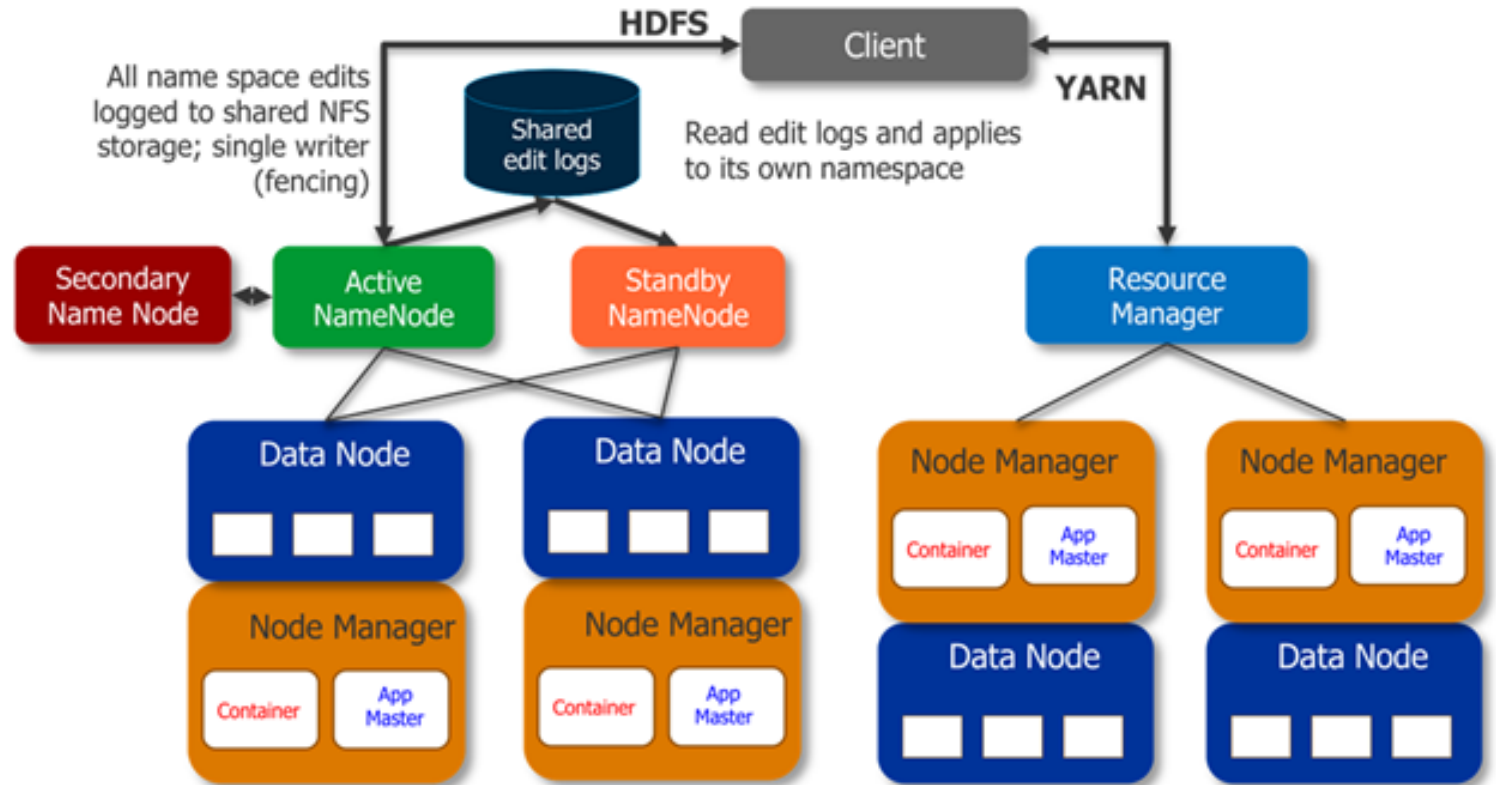 HDFS
Client
YARN
All name space edits
logged to shared NFS
storage; single writer
(fencing)
Shared
edit logs
Read edit logs and applies
to its own namespace
Secondary
Name Node
Active
NameNode
Standby
NameNode
Resource
Manager
Data Node
Data Node
Node Manager
Container
App
Master
Node Manager
Container
App
Master
Node Manager
Container
App
Master
Node Manager
Container
App
Master
Data Node
Data Node